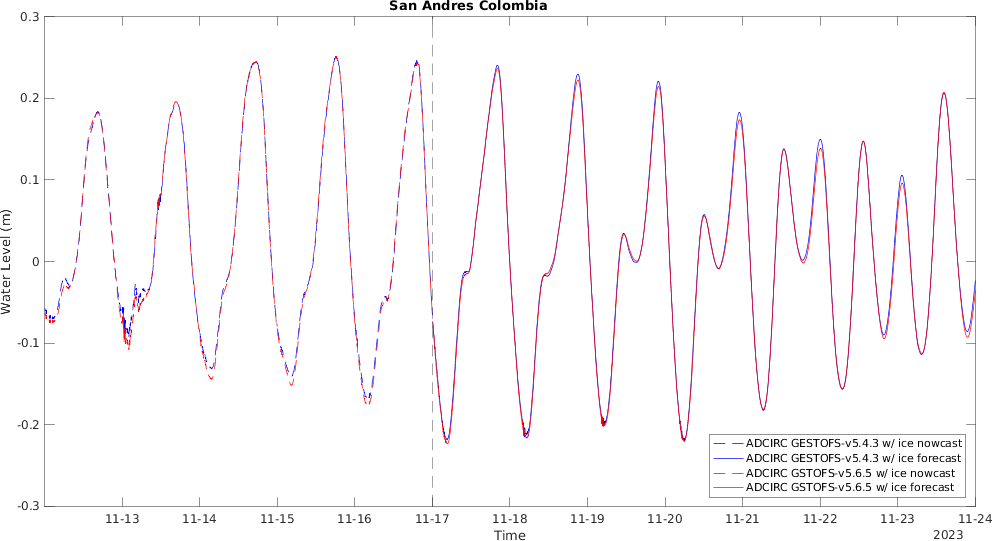 San Andres Colombia
Water Level (m)
0.3
0.2
0.1
0
-0.1
-0.2
-0.3
11-13 11-14 11-15 11-16 11-17 11-18 11-19 11-20 11-21 11-22 11-23 11-24
Time
2023
ADCIRC GESTOFS-v5.4.3 w/ ice nowcast
ADCIRC GESTOFS-v5.4.3 w/ ice forecast
ADCIRC GSTOFS-v5.6.5 w/ ice nowcast
ADCIRC GSTOFS-v5.6.5 w/ ice forecast